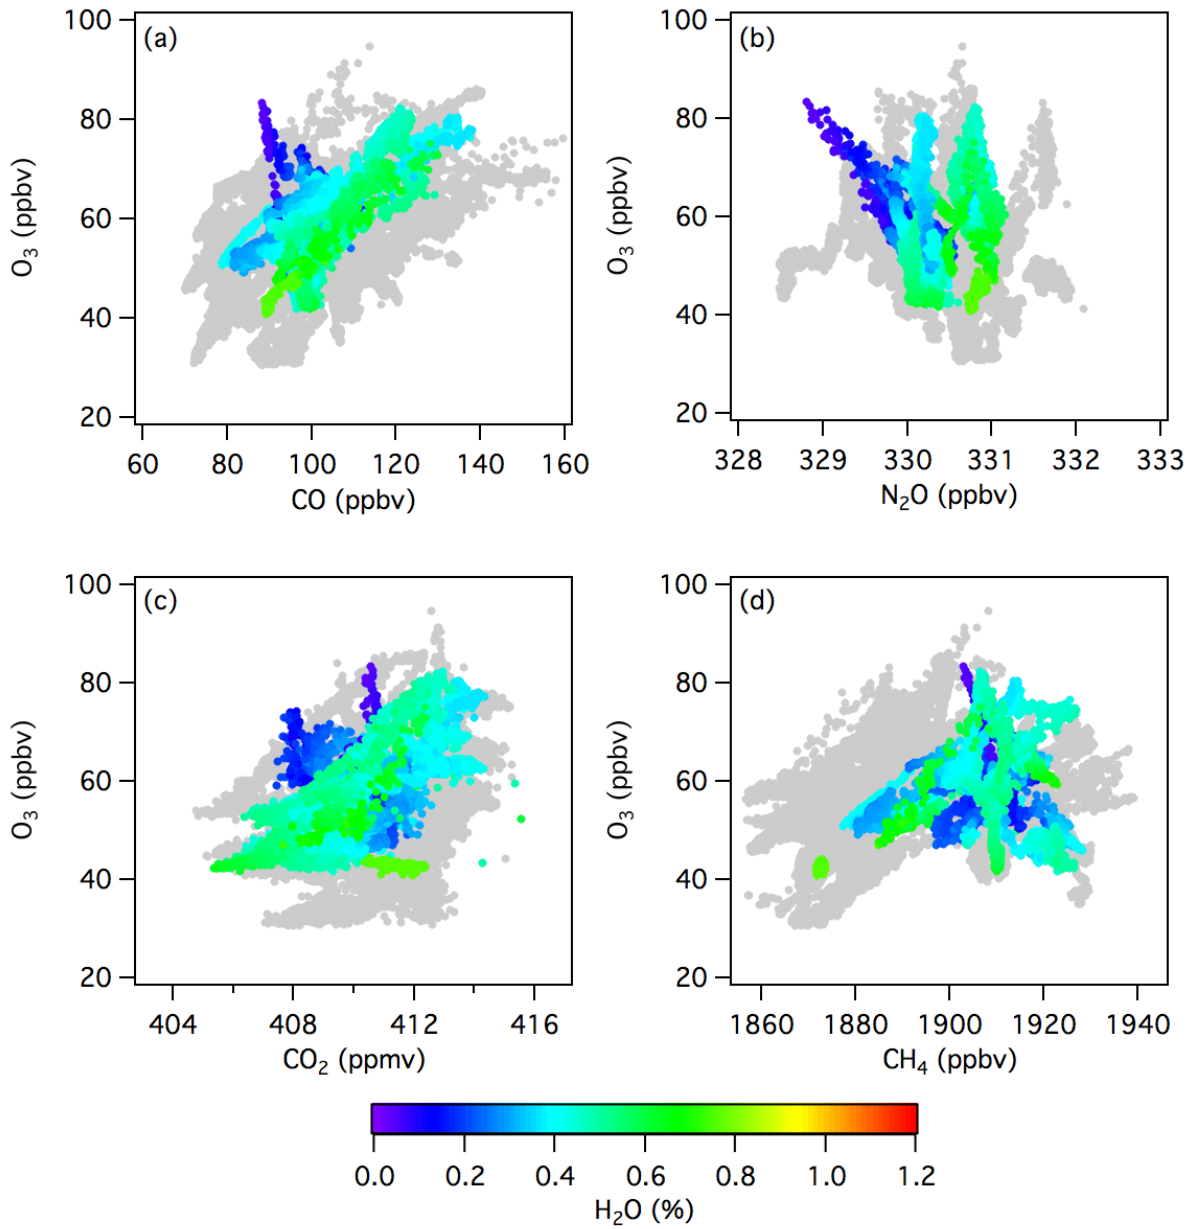 (a)
100
80
60
40
20
O₃ (ppbv)
60 80 100 120 140 160
CO (ppbv)
(b)
100
80
60
40
20
O₃ (ppbv)
328 329 330 331 332 333
N₂O (ppbv)
(c)
100
80
60
40
20
O₃ (ppbv)
404 408 412 416
CO₂ (ppmv)
(d)
100
80
60
40
20
O₃ (ppbv)
1860 1880 1900 1920 1940
CH₄ (ppbv)
0.0 0.2 0.4 0.6 0.8 1.0 1.2
H₂O (%)